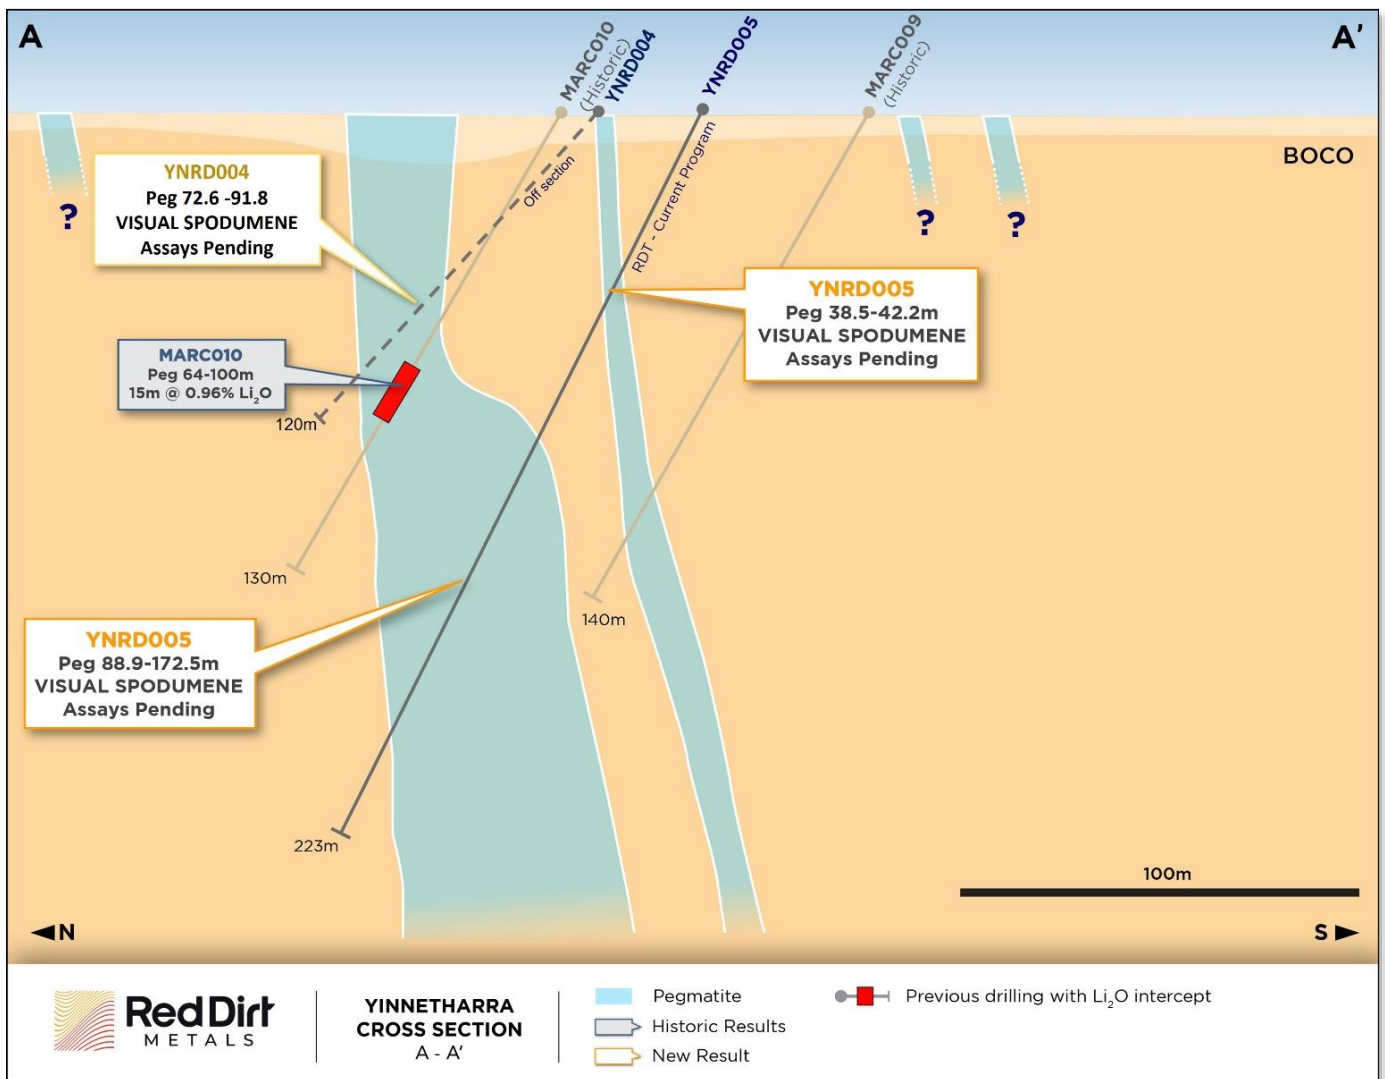 A
A'
MARC010
(Historic)
YNRD004
YNRD005
MARC009
(Historic)
BOCO
YNRD004
Peg 72.6 -91.8
VISUAL SPODUMENE
Assays Pending
Off section
RDT - Current Program
?
?
?
YNRD005
Peg 38.5-42.2m
VISUAL SPODUMENE
Assays Pending
MARC010
Peg 64-100m
15m @ 0.96% Li₂O
120m
130m
140m
YNRD005
Peg 88.9-172.5m
VISUAL SPODUMENE
Assays Pending
223m
100m
N
S
Red Dirt
METALS
YINNETHARRA
CROSS SECTION
A - A'
Pegmatite
Historic Results
New Result
Previous drilling with Li₂O intercept